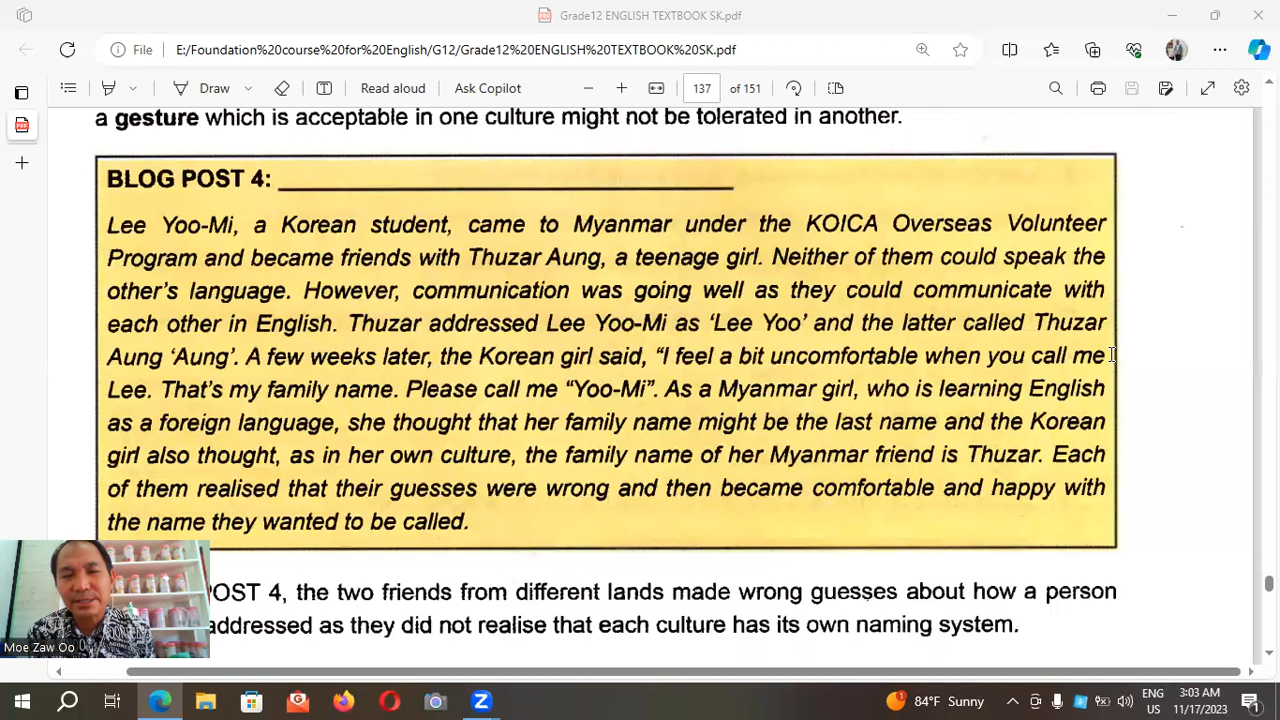 Grade12 ENGLISH TEXTBOOK SK.pdf
File E:/Foundation%20course%20for%20English/G12/Grade12%20ENGLISH%20TEXTBOOK%20SK.pdf
Draw Read aloud Ask Copilot 137 of 151
a gesture which is acceptable in one culture might not be tolerated in another.
BLOG POST 4:
Lee Yoo-Mi, a Korean student, came to Myanmar under the KOICA Overseas Volunteer
Program and became friends with Thuzar Aung, a teenage girl. Neither of them could speak the
other's language. However, communication was going well as they could communicate with
each other in English. Thuzar addressed Lee Yoo-Mi as 'Lee Yoo' and the latter called Thuzar
Aung 'Aung'. A few weeks later, the Korean girl said, "I feel a bit uncomfortable when you call me
Lee. That's my family name. Please call me "Yoo-Mi". As a Myanmar girl, who is learning English
as a foreign language, she thought that her family name might be the last name and the Korean
girl also thought, as in her own culture, the family name of her Myanmar friend is Thuzar. Each
of them realised that their guesses were wrong and then became comfortable and happy with
the name they wanted to be called.
POST 4, the two friends from different lands made wrong guesses about how a person
addressed as they did not realise that each culture has its own naming system.
Moe Zaw Oo
84°F Sunny
ENG
US
3:03 AM
11/17/2023
1
1